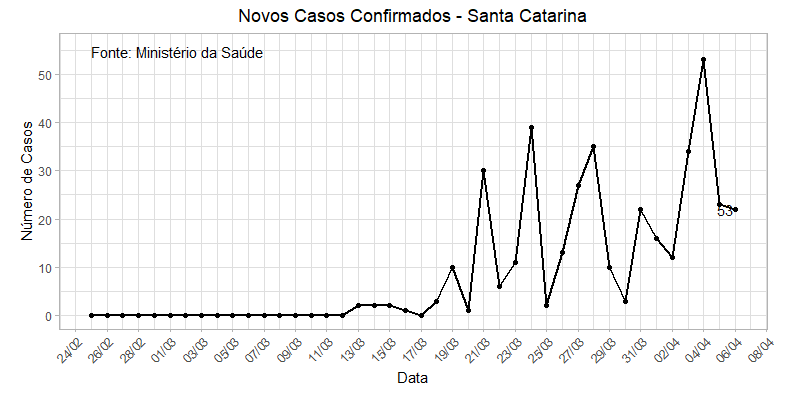 Novos Casos Confirmados - Santa Catarina
Fonte: Ministério da Saúde
Número de Casos
50
40
30
20
10
0
53
24/02 26/02 28/02 01/03 03/03 05/03 07/03 09/03 11/03 13/03 15/03 17/03 19/03 21/03 23/03 25/03 27/03 29/03 31/03 02/04 04/04 06/04 08/04
Data